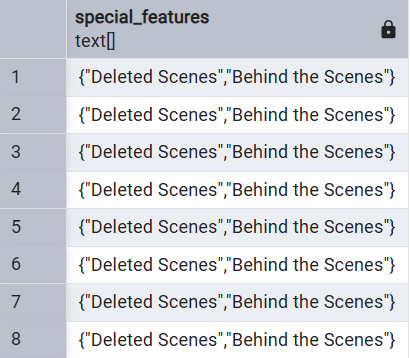 special_features
text[]
1 {"Deleted Scenes","Behind the Scenes"}
2 {"Deleted Scenes","Behind the Scenes"}
3 {"Deleted Scenes","Behind the Scenes"}
4 {"Deleted Scenes","Behind the Scenes"}
5 {"Deleted Scenes","Behind the Scenes"}
6 {"Deleted Scenes","Behind the Scenes"}
7 {"Deleted Scenes","Behind the Scenes"}
8 {"Deleted Scenes","Behind the Scenes"}